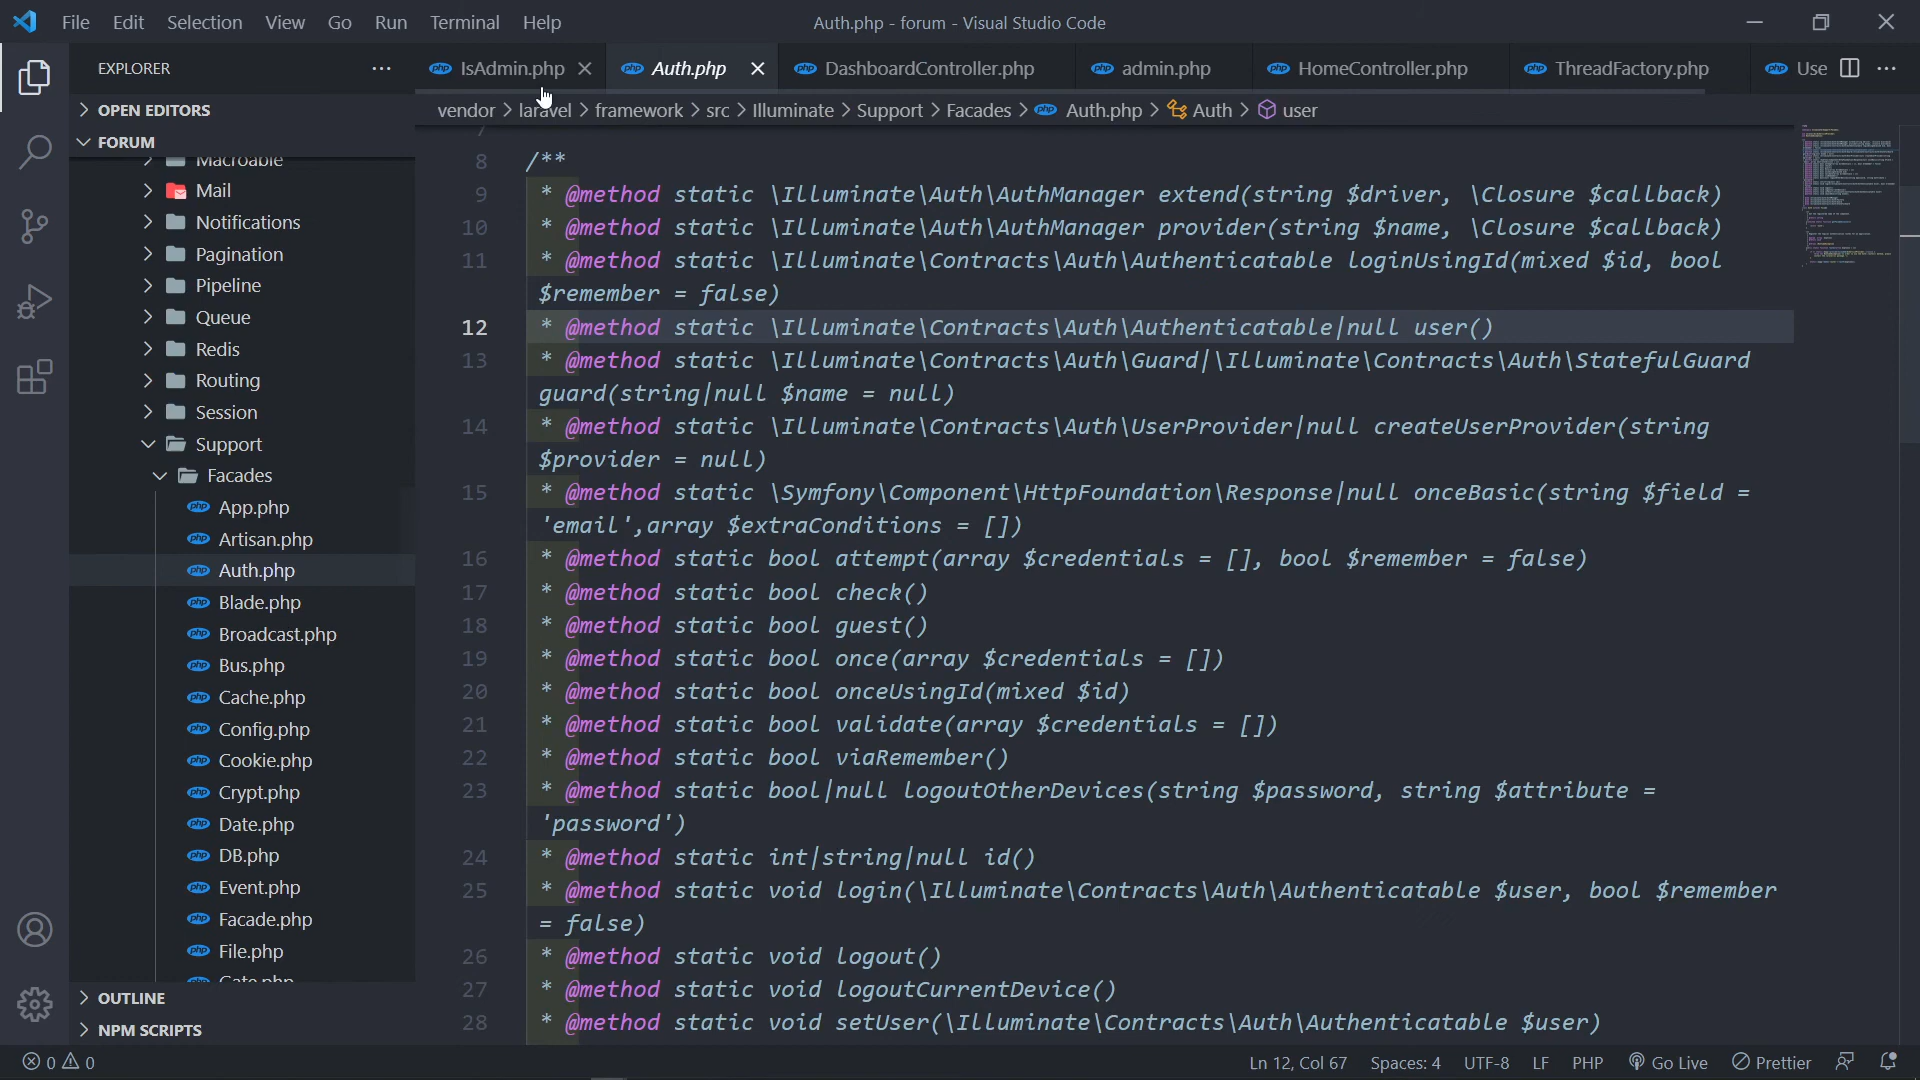 File Edit Selection View Go Run Terminal Help
Auth.php - forum - Visual Studio Code
EXPLORER
IsAdmin.php
Auth.php
DashboardController.php
admin.php
HomeController.php
ThreadFactory.php
Use
OPEN EDITORS
vendor > laravel > framework > src > Illuminate > Support > Facades > Auth.php > Auth > user
FORUM
Macroable
Mail
Notifications
Pagination
Pipeline
Queue
Redis
Routing
Session
Support
Facades
App.php
Artisan.php
Auth.php
Blade.php
Broadcast.php
Bus.php
Cache.php
Config.php
Cookie.php
Crypt.php
Date.php
DB.php
Event.php
Facade.php
File.php
Gate.php
OUTLINE
NPM SCRIPTS
7
8 /**
9 * @method static \Illuminate\Auth\AuthManager extend(string $driver, \Closure $callback)
10 * @method static \Illuminate\Auth\AuthManager provider(string $name, \Closure $callback)
11 * @method static \Illuminate\Contracts\Auth\Authenticatable loginUsingId(mixed $id, bool
$remember = false)
12 * @method static \Illuminate\Contracts\Auth\Authenticatable|null user()
13 * @method static \Illuminate\Contracts\Auth\Guard|\Illuminate\Contracts\Auth\StatefulGuard
guard(string|null $name = null)
14 * @method static \Illuminate\Contracts\Auth\UserProvider|null createUserProvider(string
$provider = null)
15 * @method static \Symfony\Component\HttpFoundation\Response|null onceBasic(string $field =
'email',array $extraConditions = [])
16 * @method static bool attempt(array $credentials = [], bool $remember = false)
17 * @method static bool check()
18 * @method static bool guest()
19 * @method static bool once(array $credentials = [])
20 * @method static bool onceUsingId(mixed $id)
21 * @method static bool validate(array $credentials = [])
22 * @method static bool viaRemember()
23 * @method static bool|null logoutOtherDevices(string $password, string $attribute =
'password')
24 * @method static int|string|null id()
25 * @method static void login(\Illuminate\Contracts\Auth\Authenticatable $user, bool $remember
= false)
26 * @method static void logout()
27 * @method static void logoutCurrentDevice()
28 * @method static void setUser(\Illuminate\Contracts\Auth\Authenticatable $user)
0 0
Ln 12, Col 67
Spaces: 4
UTF-8
LF
PHP
Go Live
Prettier